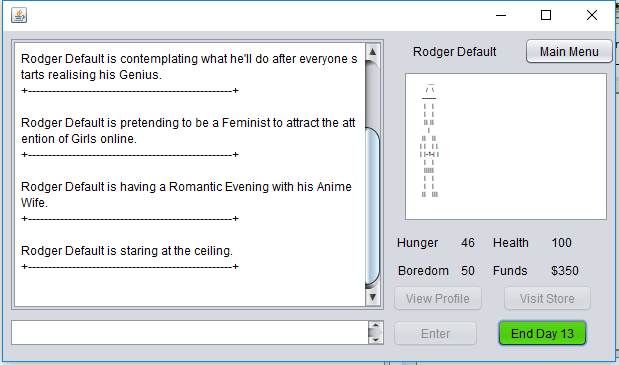 Rodger Default is contemplating what he'll do after everyone s
tarts realising his Genius.
+--------------------------------------------------+
Rodger Default is pretending to be a Feminist to attract the att
ention of Girls online.
+--------------------------------------------------+
Rodger Default is having a Romantic Evening with his Anime
Wife.
+--------------------------------------------------+
Rodger Default is staring at the ceiling.
+--------------------------------------------------+
Rodger Default
Main Menu
Hunger 46 Health 100
Boredom 50 Funds $350
View Profile
Visit Store
Enter
End Day 13